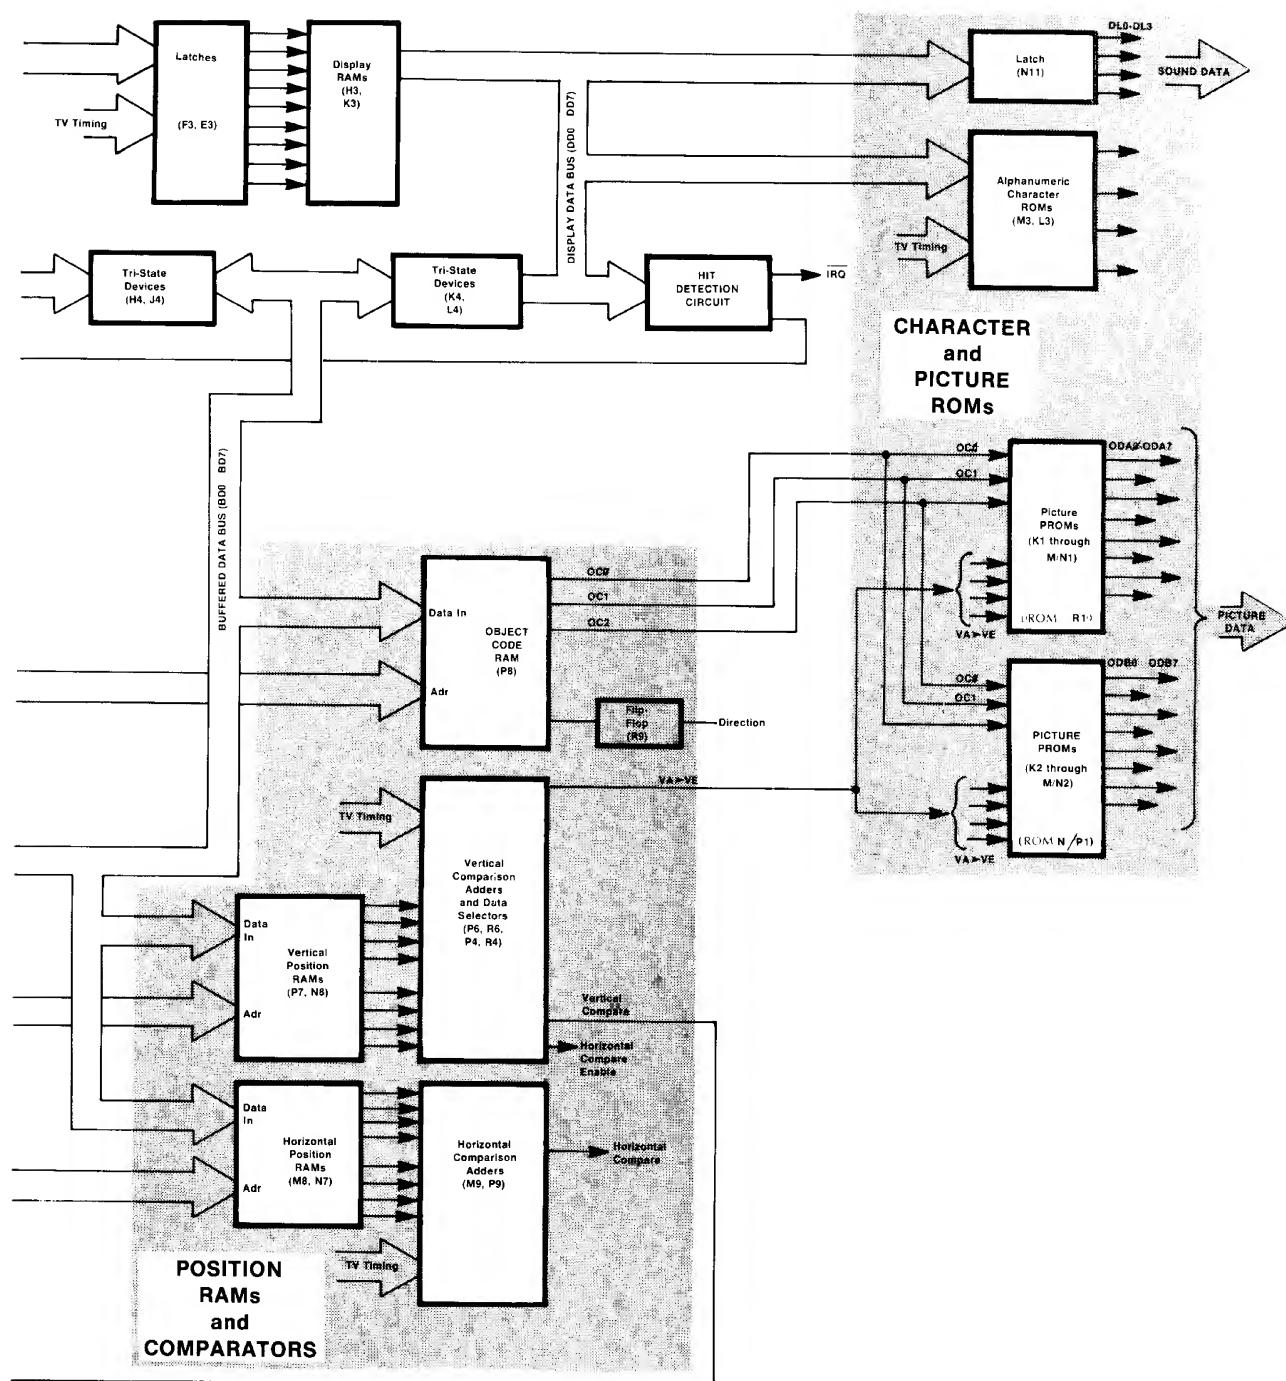 Latches
(F3, E3)
TV Timing
Display
RAMs
(H3,
K3)
DISPLAY DATA BUS (DD0 DD7)
Latch
(N11)
DL0-DL3
SOUND DATA
Alphanumeric
Character
ROMs
(M3, L3)
TV Timing
Tri-State
Devices
(H4, J4)
Tri-State
Devices
(K4,
L4)
HIT
DETECTION
CIRCUIT
IRQ
CHARACTER
and
PICTURE
ROMs
BUFFERED DATA BUS (BD0 BD7)
OC0
OC1
Picture
PROMs
(K1 through
M/N1)
(ROM R1)
VA➤VE
ODA0-ODA7
Data In
OBJECT
CODE
RAM
(P8)
Adr
OC0
OC1
OC2
Flip-
Flop
(R9)
Direction
PICTURE
DATA
OC0
OC1
PICTURE
PROMs
(K2 through
M/N2)
(ROM N/P1)
VA➤VE
ODB0 ODB7
VA➤VE
TV Timing
Vertical
Comparison
Adders
and Data
Selectors
(P6, R6,
P4, R4)
Data
In
Vertical
Position
RAMs
(P7, N8)
Adr
Vertical
Compare
Horizontal
Compare
Enable
Data
In
Horizontal
Position
RAMs
(M8, N7)
Adr
Horizontal
Comparison
Adders
(M9, P9)
Horizontal
Compare
TV Timing
POSITION
RAMs
and
COMPARATORS